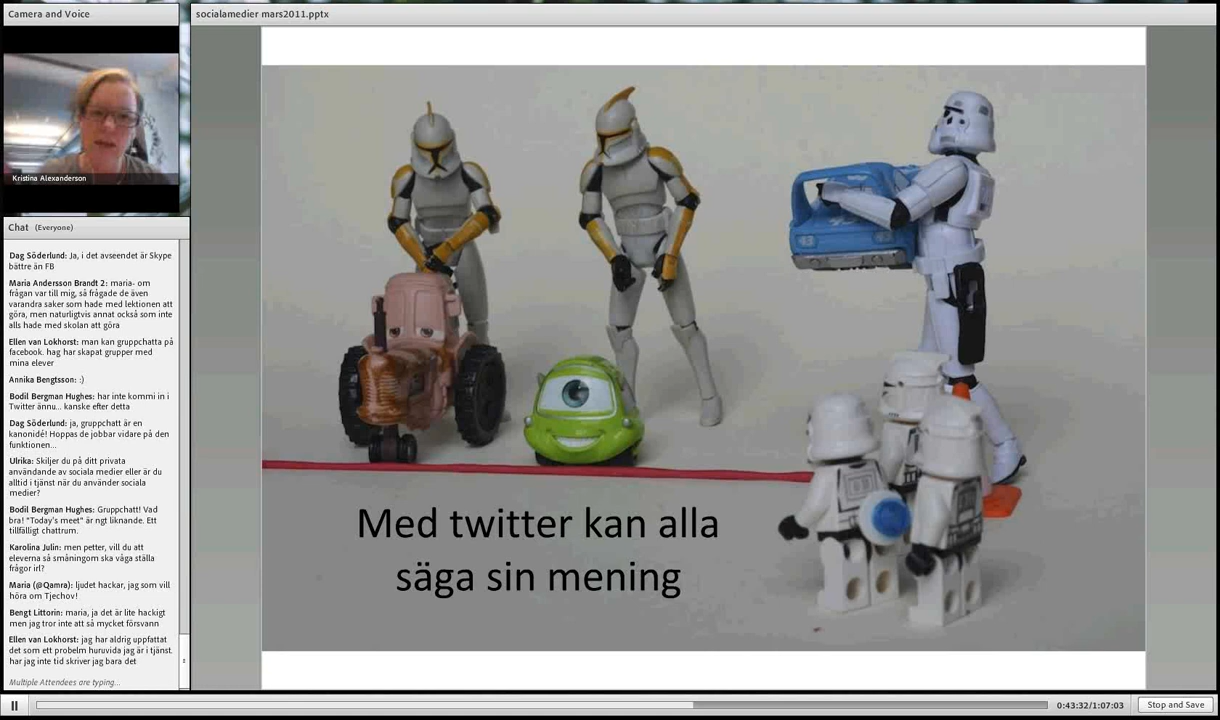 Camera and Voice
socialamedier mars2011.pptx
Kristina Alexanderson
Chat (Everyone)
Dag Söderlund: Ja, i det avseendet är Skype
bättre än FB
Maria Andersson Brandt 2: maria- om
frågan var till mig, så frågade de även
varandra saker som hade med lektionen att
göra, men naturligtvis annat också som inte
alls hade med skolan att göra
Ellen van Lokhorst: man kan gruppchatta på
facebook. hag har skapat grupper med
mina elever
Annika Bengtsson: :)
Bodil Bergman Hughes: har inte kommi in i
Twitter ännu... kanske efter detta
Dag Söderlund: ja, gruppchatt är en
kanonidé! Hoppas de jobbar vidare på den
funktionen...
Ulrika: Skiljer du på ditt privata
användande av sociala medier eller är du
alltid i tjänst när du använder sociala
medier?
Bodil Bergman Hughes: Gruppchatt! Vad
bra! "Today's meet" är ngt liknande. Ett
tillfälligt chattrum.
Karolina Julin: men petter, vill du att
eleverna så småningom ska våga ställa
frågor irl?
Maria (@Qamra): ljudet hackar, jag som vill
höra om Tjechov!
Bengt Littorin: maria, ja det är lite hackigt
men jag tror inte att så mycket försvann
Ellen van Lokhorst: jag har aldrig uppfattat
det som ett probelm huruvida jag är i tjänst.
har jag inte tid skriver jag bara det
Multiple Attendees are typing...
Med twitter kan alla
säga sin mening
0:43:32/1:07:03
Stop and Save